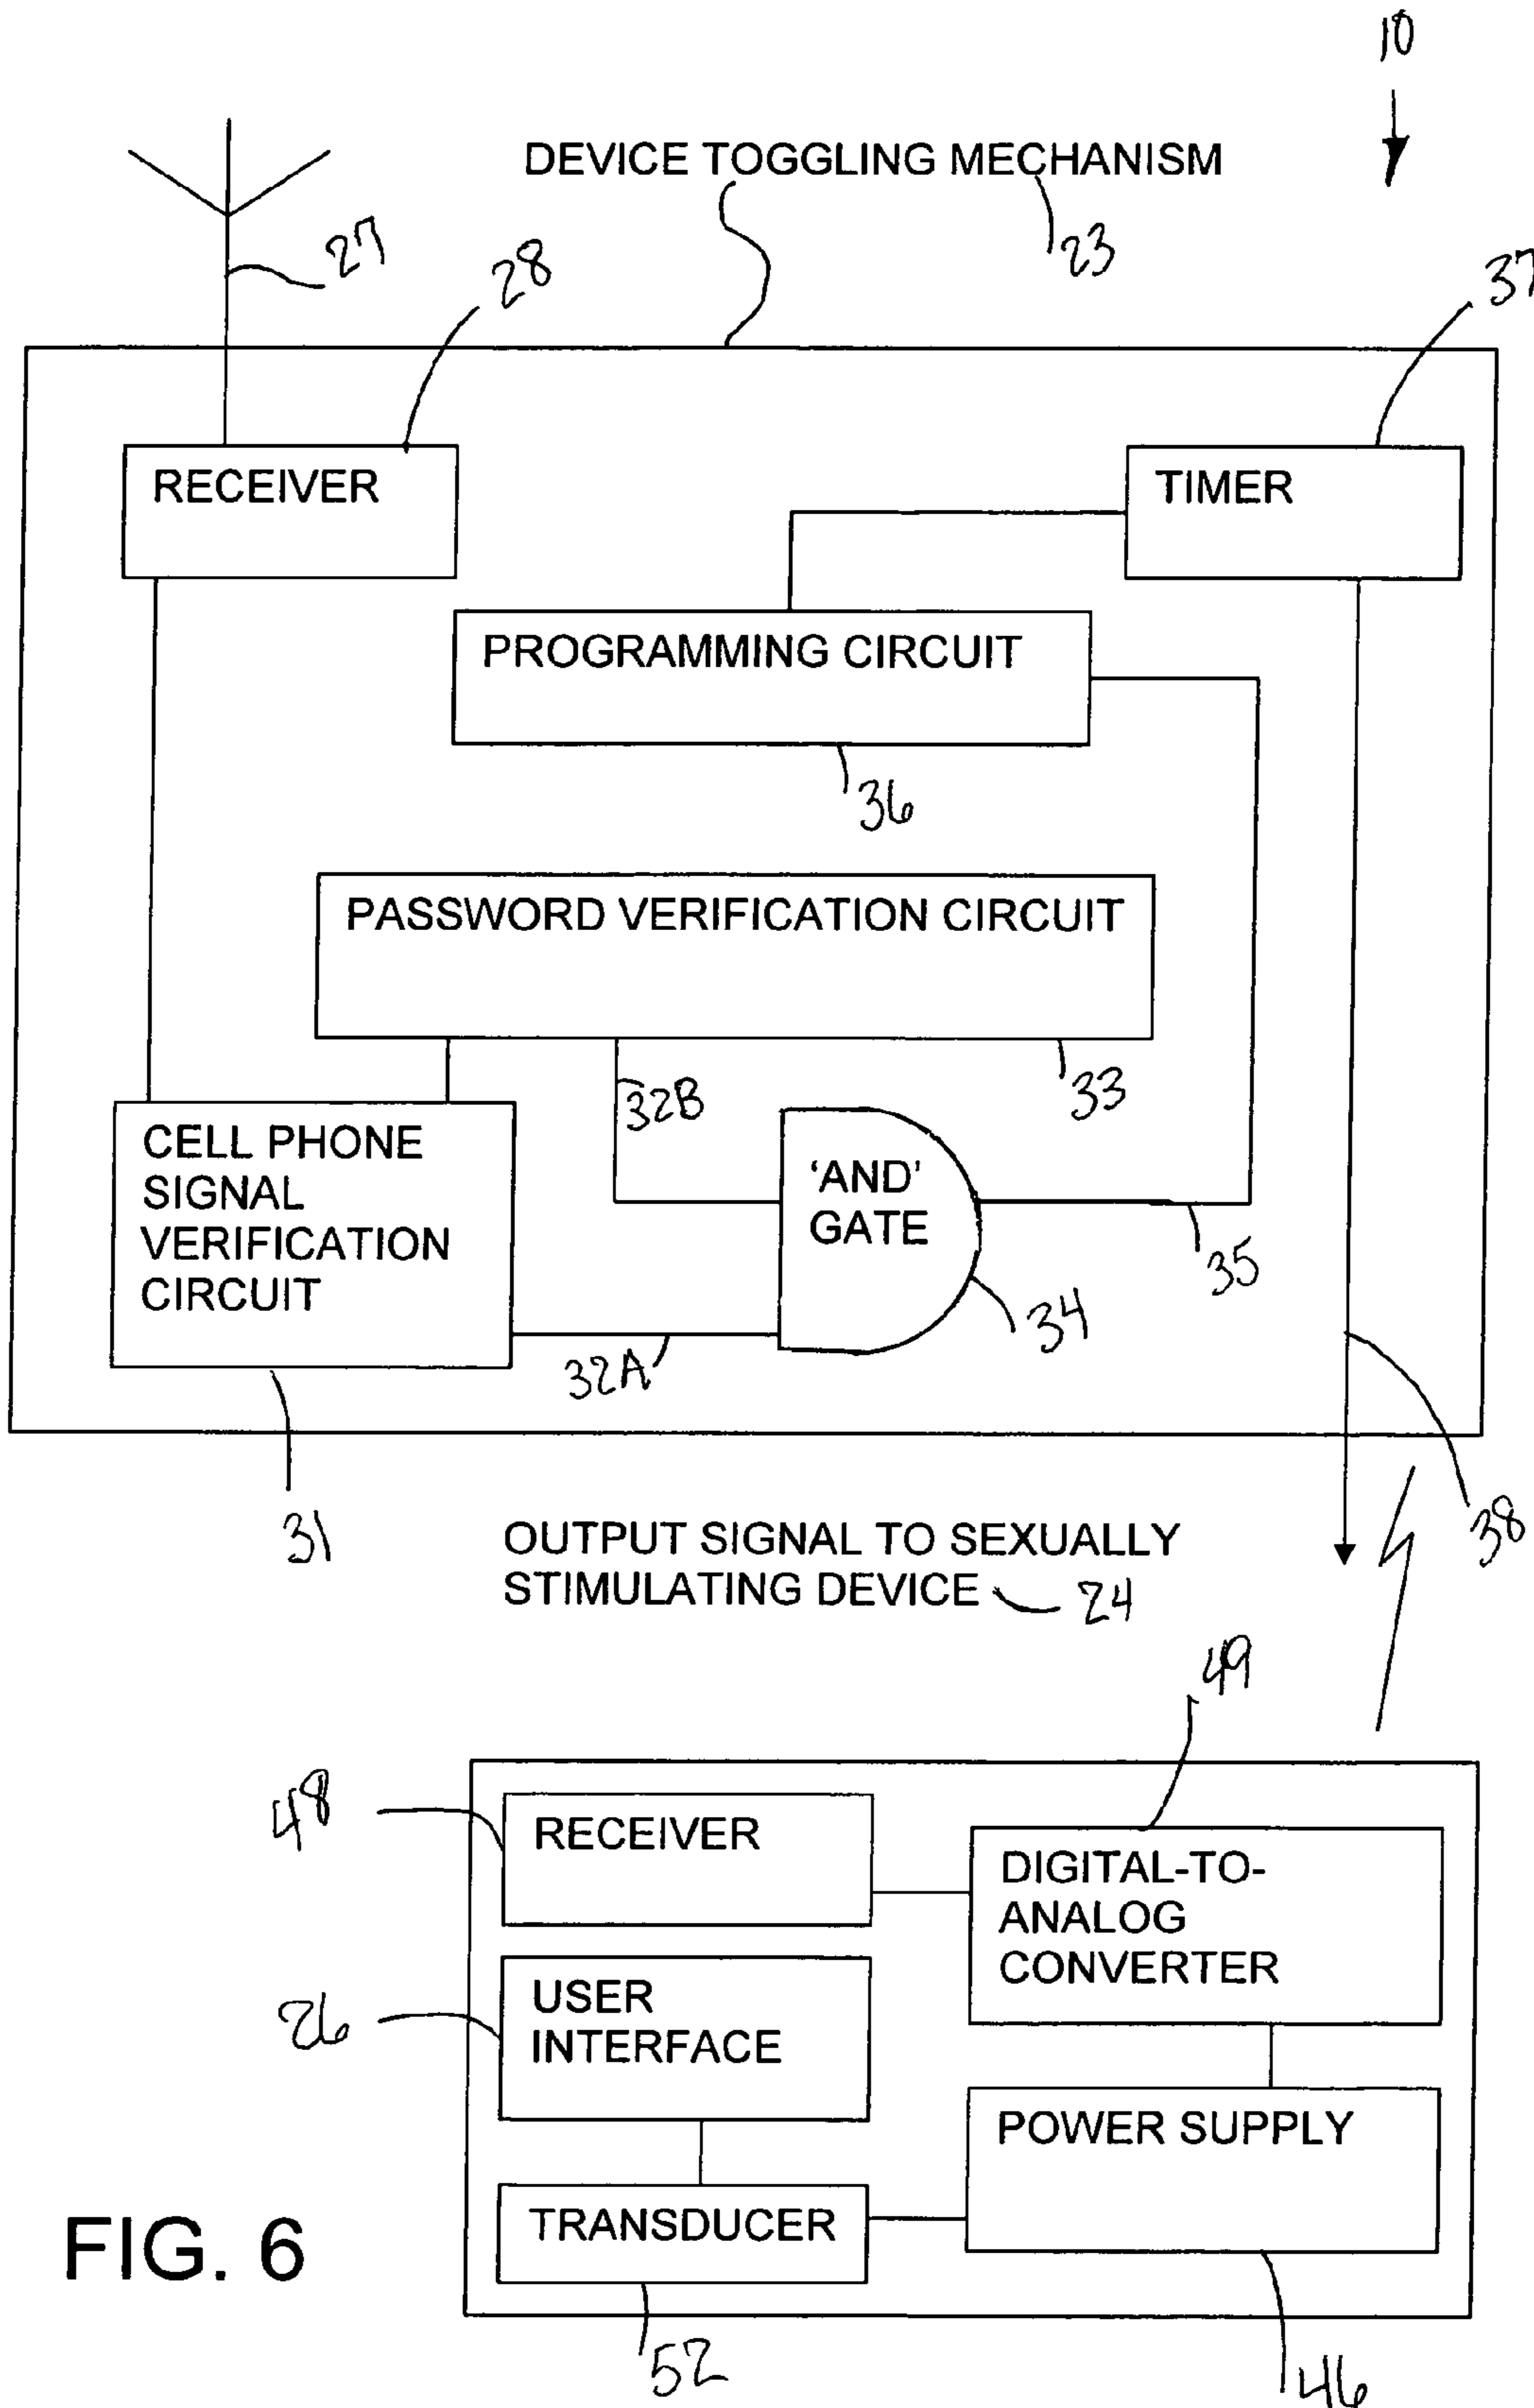 10
DEVICE TOGGLING MECHANISM
23
27
28
37
RECEIVER
TIMER
PROGRAMMING CIRCUIT
36
PASSWORD VERIFICATION CIRCUIT
32B
33
CELL PHONE
SIGNAL
VERIFICATION
CIRCUIT
'AND'
GATE
35
34
32A
31
38
OUTPUT SIGNAL TO SEXUALLY
STIMULATING DEVICE
24
49
48
RECEIVER
DIGITAL-TO-
ANALOG
CONVERTER
26
USER
INTERFACE
POWER SUPPLY
TRANSDUCER
FIG. 6
52
46